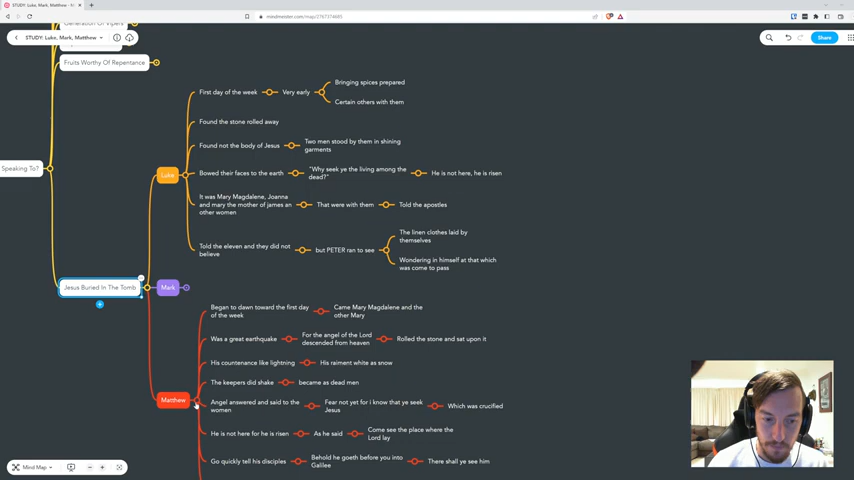 STUDY: Luke, Mark, Matthew -
mindmeister.com/map/2767374605
Generation Of Vipers
STUDY: Luke, Mark, Matthew
Share
Fruits Worthy Of Repentance
Speaking To?
Jesus Buried In The Tomb
Luke
First day of the week
Very early
Bringing spices prepared
Certain others with them
Found the stone rolled away
Found not the body of Jesus
Two men stood by them in shining
garments
Bowed their faces to the earth
"Why seek ye the living among the
dead?"
He is not here, he is risen
It was Mary Magdalene, Joanna
and mary the mother of james an
other women
That were with them
Told the apostles
Told the eleven and they did not
believe
but PETER ran to see
The linen clothes laid by
themselves
Wondering in himself at that which
was come to pass
Mark
Matthew
Began to dawn toward the first day
of the week
Came Mary Magdalene and the
other Mary
Was a great earthquake
For the angel of the Lord
descended from heaven
Rolled the stone and sat upon it
His countenance like lightning
His raiment white as snow
The keepers did shake
became as dead men
Angel answered and said to the
women
Fear not yet for i know that ye seek
Jesus
Which was crucified
He is not here for he is risen
As he said
Come see the place where the
Lord lay
Go quickly tell his disciples
Behold he goeth before you into
Galilee
There shall ye see him
Mind Map